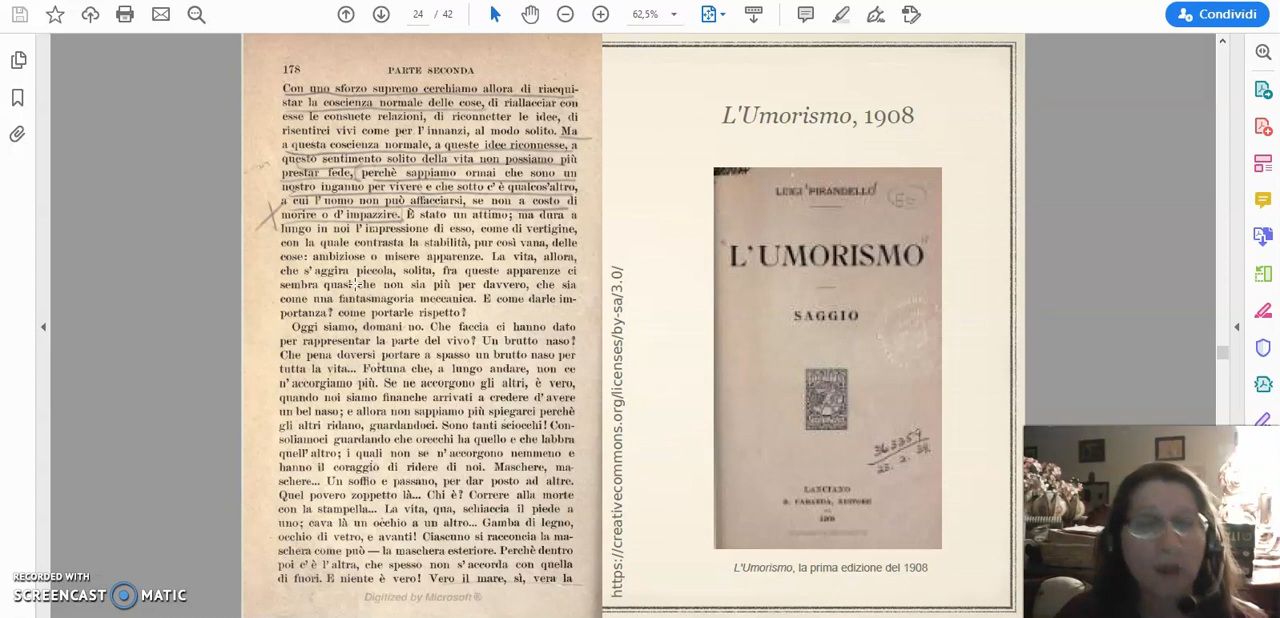 24 / 42
62,5%
Condividi
178 PARTE SECONDA
Con uno sforzo supremo cerchiamo allora di riacqui-
star la coscienza normale delle cose, di riallacciar con
esse le consuete relazioni, di riconnetter le idee, di
risentirci vivi come per l'innanzi, al modo solito. Ma
a questa coscienza normale, a queste idee riconnesse, a
questo sentimento solito della vita non possiamo più
prestar fede, perchè sappiamo ormai che sono un
nostro inganno per vivere e che sotto c'è qualcos'altro,
a cui l'uomo non può affacciarsi, se non a costo di
morire o d'impazzire. È stato un attimo; ma dura a
lungo in noi l'impressione di esso, come di vertigine,
con la quale contrasta la stabilità, pur così vana, delle
cose: ambiziose o misere apparenze. La vita, allora,
che s'aggira piccola, solita, fra queste apparenze ci
sembra quasi che non sia più per davvero, che sia
come una fantasmagoria meccanica. E come darle im-
portanza? come portarle rispetto?
Oggi siamo, domani no. Che faccia ci hanno dato
per rappresentar la parte del vivo? Un brutto naso?
Che pena doversi portare a spasso un brutto naso per
tutta la vita... Fortuna che, a lungo andare, non ce
n'accorgiamo più. Se ne accorgono gli altri, è vero,
quando noi siamo finanche arrivati a credere d'avere
un bel naso; e allora non sappiamo più spiegarci perchè
gli altri ridano, guardandoci. Sono tanti sciocchi! Con-
soliamoci guardando che orecchi ha quello e che labbra
quell'altro; i quali non se n'accorgono nemmeno e
hanno il coraggio di ridere di noi. Maschere, ma-
schere... Un soffio e passano, per dar posto ad altre.
Quel povero zoppetto là... Chi è? Correre alla morte
con la stampella... La vita, qua, schiaccia il piede a
uno; cava là un occhio a un altro... Gamba di legno,
occhio di vetro, e avanti! Ciascuno si racconcia la ma-
schera come può — la maschera esteriore. Perchè dentro
poi c'è l'altra, che spesso non s'accorda con quella
di fuori. E niente è vero! Vero il mare, sì, vera la
Digitized by Microsoft ®
L'Umorismo, 1908
LUIGI PIRANDELLO
L'UMORISMO
SAGGIO
363359
LANCIANO
1908
L'Umorismo, la prima edizione del 1908
https://creativecommons.org/licenses/by-sa/3.0/
RECORDED WITH
SCREENCAST MATIC